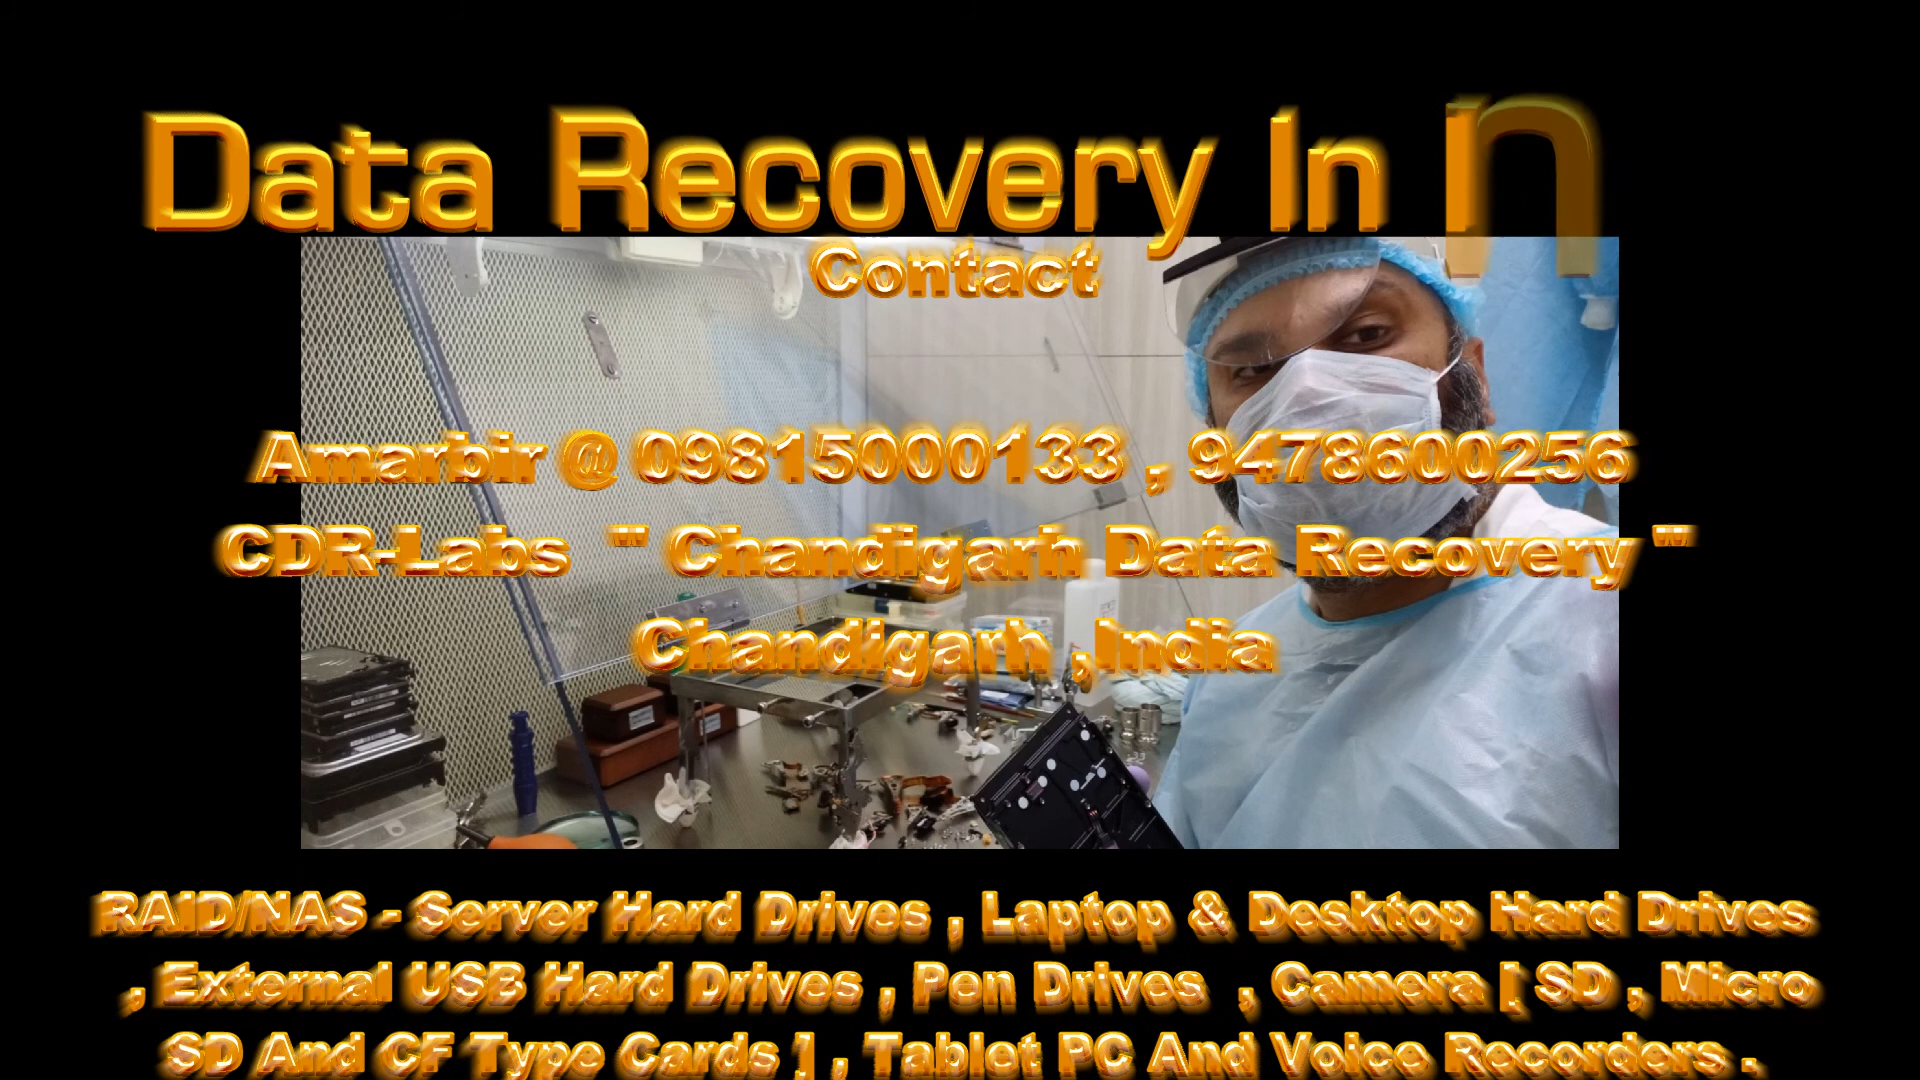 Data Recovery In In
Contact
Amarbir @ 09815000133 , 9478600256
CDR-Labs " Chandigarh Data Recovery "
Chandigarh ,India
RAID/NAS - Server Hard Drives , Laptop & Desktop Hard Drives
, External USB Hard Drives , Pen Drives , Camera [ SD , Micro
SD And CF Type Cards ] , Tablet PC And Voice Recorders .